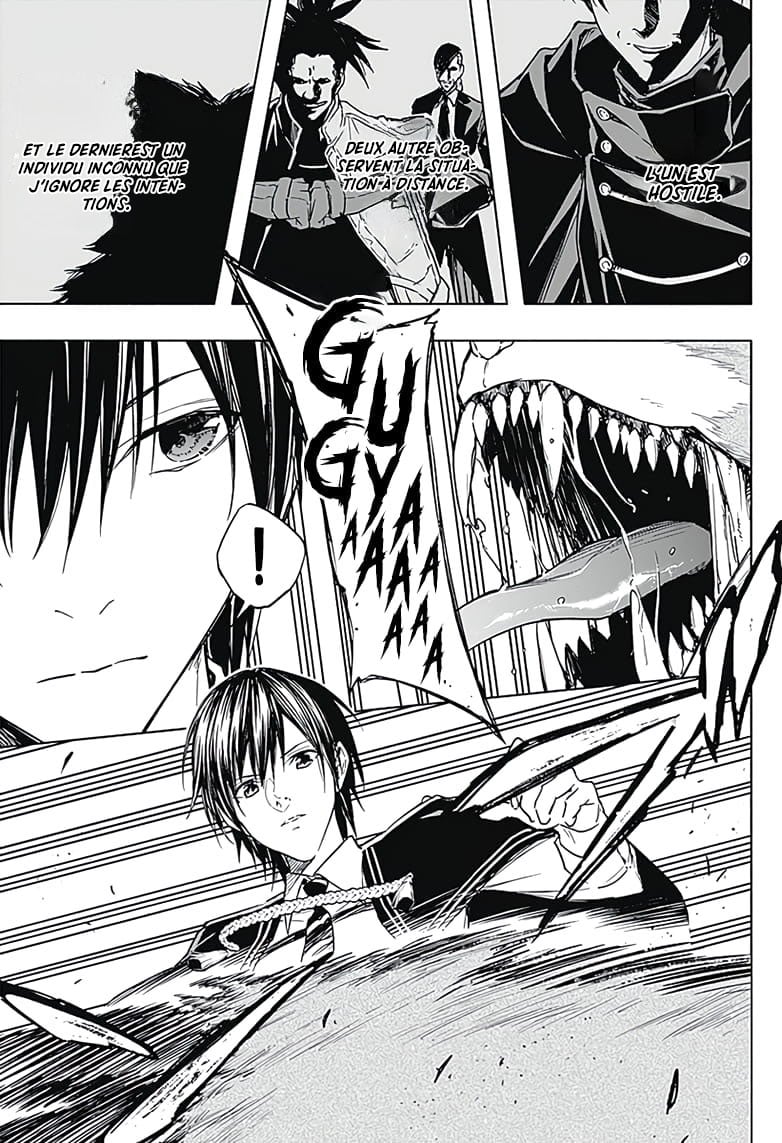 L'UN EST
HOSTILE.
DEUX AUTRE OB-
SERVENT LA SITUA-
TION À DISTANCE.
ET LE DERNIEREST UN
INDIVIDU INCONNU QUE
J'IGNORE LES INTEN-
TIONS.
GUGYAAAAAAAAA
!